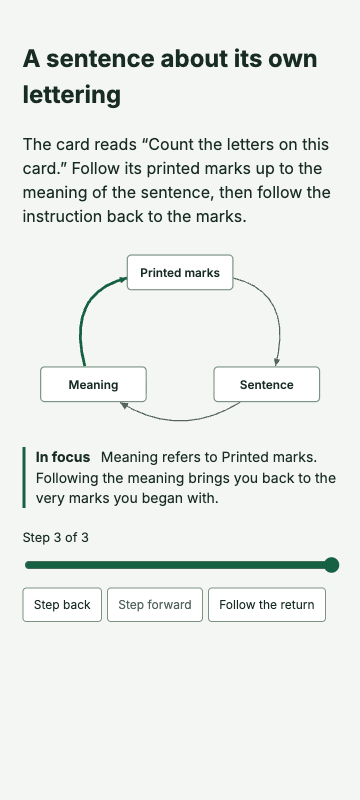 A sentence about its own
lettering
The card reads “Count the letters on this
card.” Follow its printed marks up to the
meaning of the sentence, then follow the
instruction back to the marks.
Printed marks
Meaning
Sentence
In focus Meaning refers to Printed marks.
Following the meaning brings you back to the
very marks you began with.
Step 3 of 3
Step back
Step forward
Follow the return